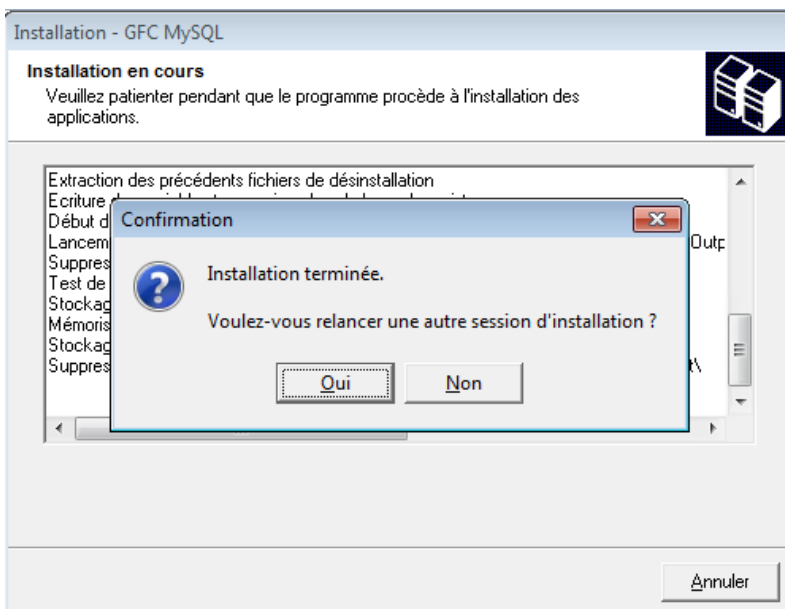 Installation - GFC MySQL
Installation en cours
Veuillez patienter pendant que le programme procède à l'installation des
applications.
Extraction des précédents fichiers de désinstallation
Ecriture
Début d
Lancem
Outp
Suppres
Test de
Stockag
Mémoris
Stockag
Suppres
t\
Confirmation
Installation terminée.
Voulez-vous relancer une autre session d'installation ?
Oui
Non
Annuler